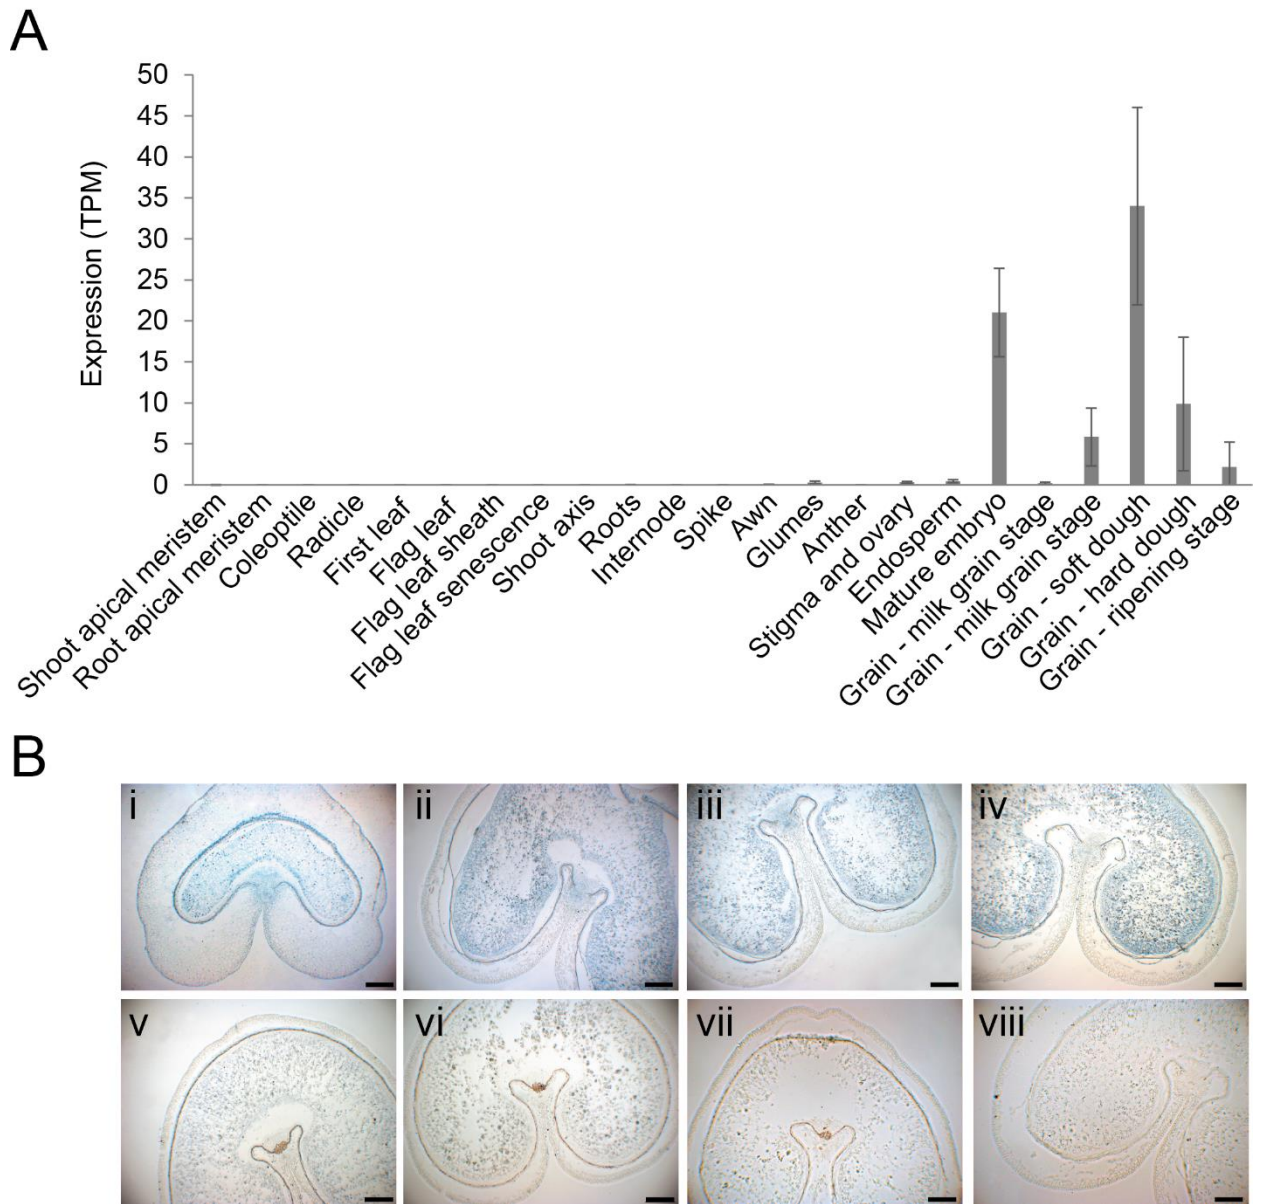 A
Expression (TPM)
50
45
40
35
30
25
20
15
10
5
0
Shoot apical meristem
Root apical meristem
Coleoptile
Radicle
First leaf
Flag leaf
Flag leaf sheath
Flag leaf senescence
Shoot axis
Roots
Internode
Spike
Awn
Glumes
Anther
Stigma and ovary
Endosperm
Mature embryo
Grain - milk grain stage
Grain - milk grain stage
Grain - soft dough
Grain - hard dough
Grain - ripening stage
B
i
ii
iii
iv
v
vi
vii
viii